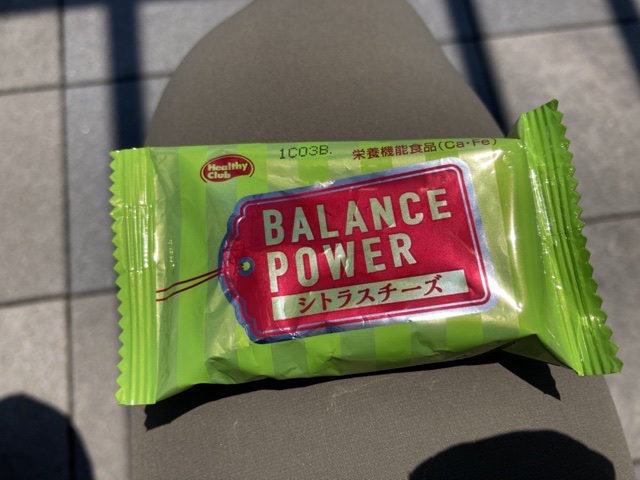 Healthy
Club
1C03B.
栄養機能食品(Ca・Fe)
BALANCE
POWER
シトラスチーズ